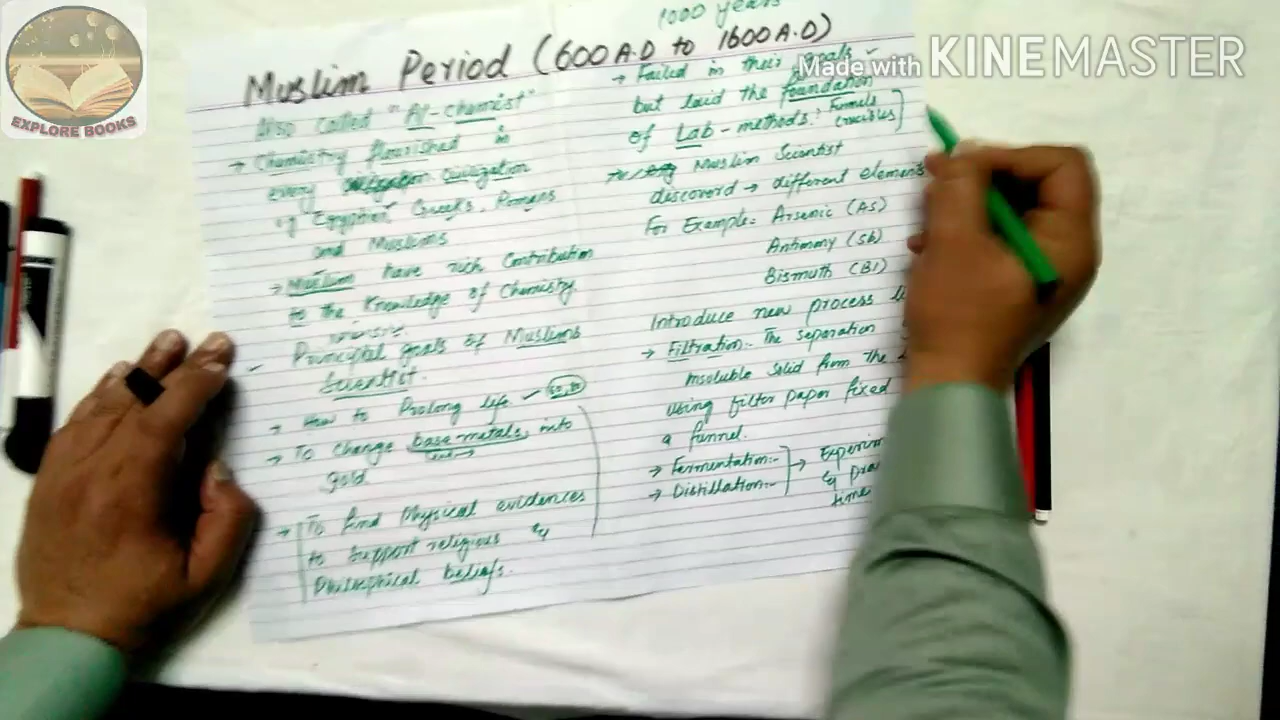 EXPLORE BOOKS
Made with KINEMASTER
1000 years
Muslim Period (600 A.D to 1600 A.D)
Also called "Al-chemist"
→ Chemistry flourished in
every civilization
"Egyptian" Greeks, Romans
and Muslims
→ Muslim have rich contribution
to the knowledge of chemistry.
Principal goals of Muslims
Scientist.
→ How to Prolong life ✓
→ To change base metals into
gold
→ To find Physical evidences
to support religious &
Philosphical beliefs.
→ Failed in their goals
but laid the foundation
of Lab-methods: Funnels
crucibles
Muslim Scientist
discoverd → different elements
For Example:- Arsenic (As)
Antimony (Sb)
Bismuth (Bi)
Introduce new process
→ Filtration:- The separation
insoluble solid from the
using filter paper fixed
a funnel.
→ Fermentation:-
→ Distillation:-
→ Experim
&
time